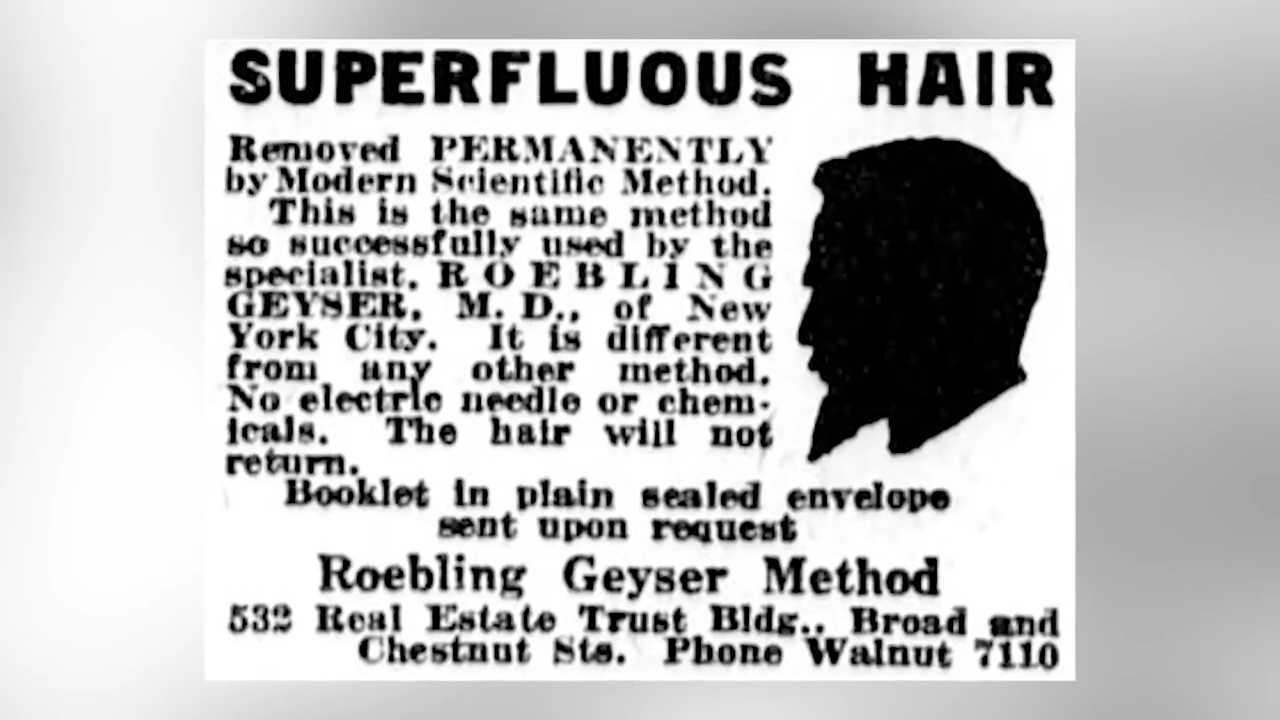 SUPERFLUOUS HAIR
Removed PERMANENTLY
by Modern Scientific Method.
This is the same method
so successfully used by the
specialist, ROEBLING
GEYSER, M. D., of New
York City. It is different
from any other method.
No electric needle or chem-
icals. The hair will not
return.
Booklet in plain sealed envelope
sent upon request
Roebling Geyser Method
532 Real Estate Trust Bldg., Broad and
Chestnut Sts. Phone Walnut 7110